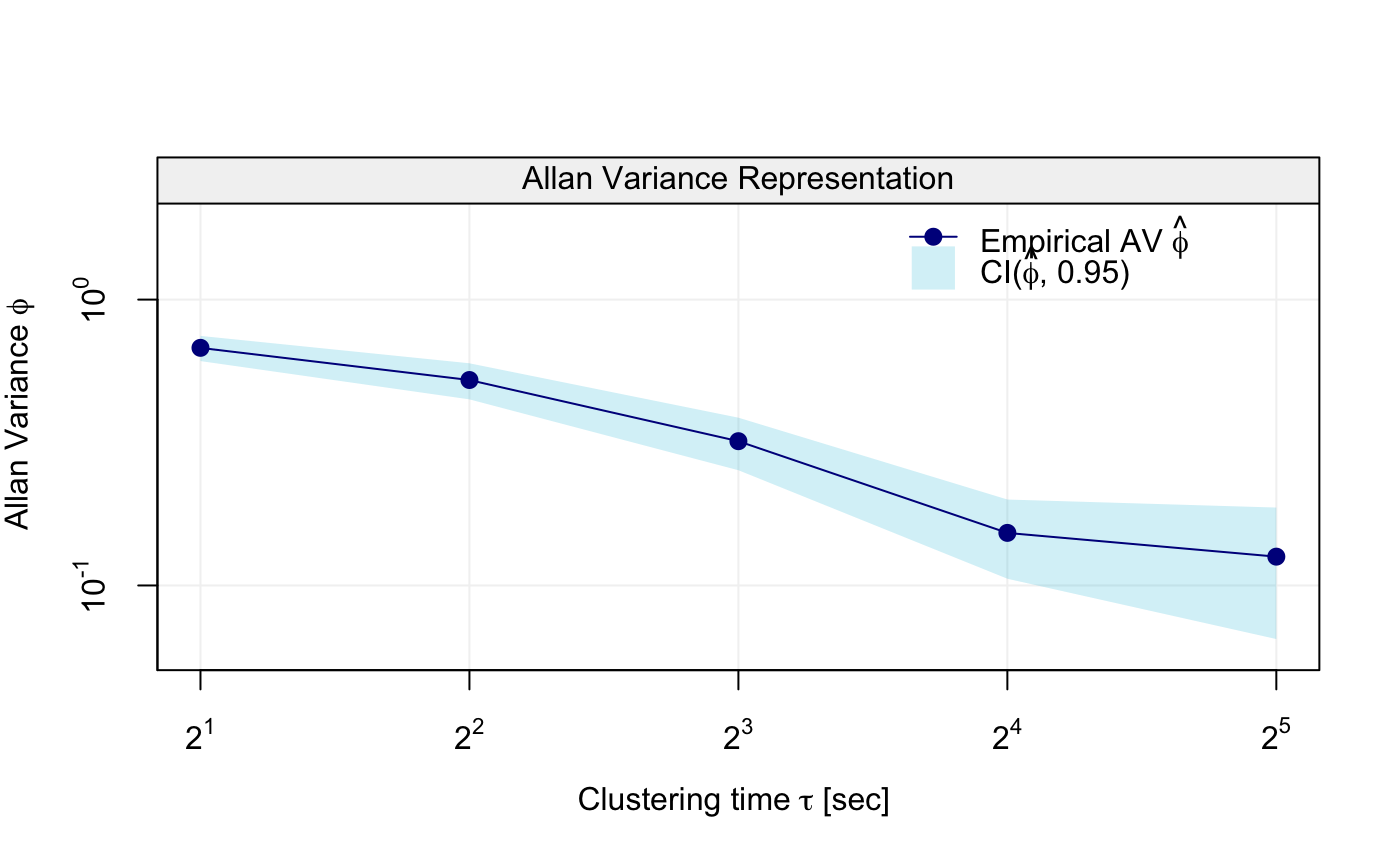 Allan Variance Representation
Empirical AV ϕ̂
CI(ϕ̂, 0.95)
Allan Variance ϕ
10⁰
10⁻¹
2¹ 2² 2³ 2⁴ 2⁵
Clustering time τ [sec]